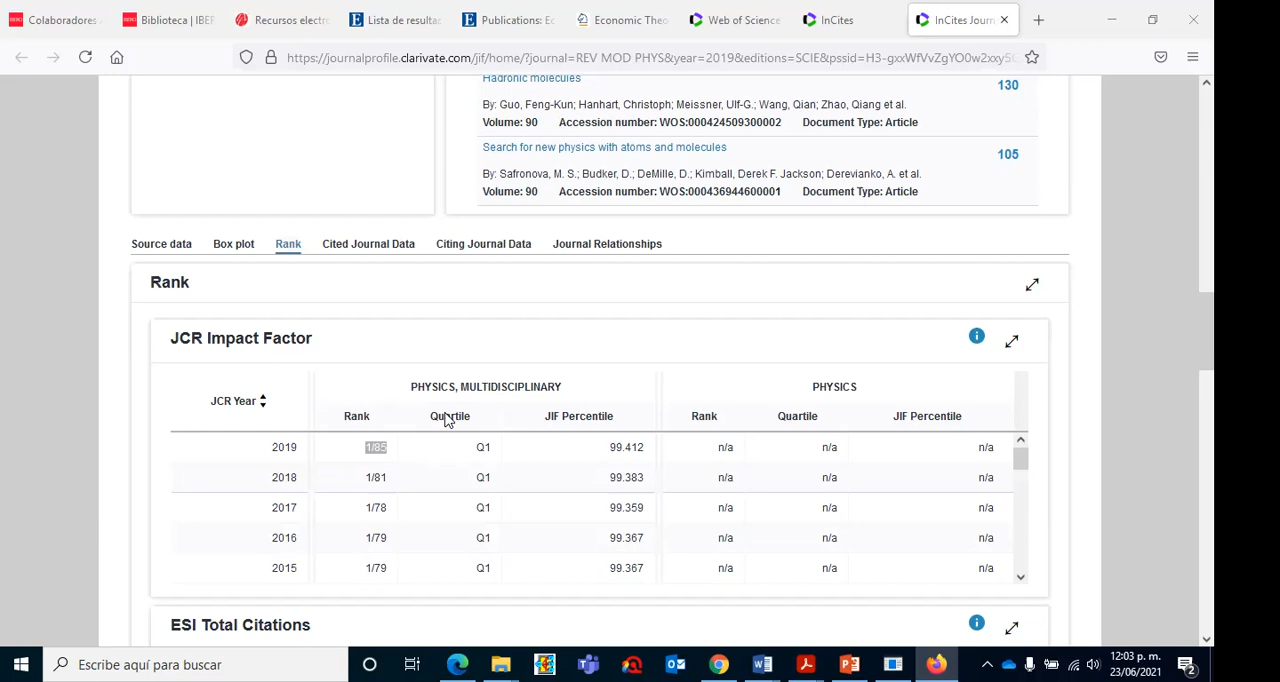 Colaboradores
Biblioteca | IBER
Recursos electro
Lista de resultad
Publications: Ec
Economic Theo
Web of Science
InCites
InCites Journ
https://journalprofile.clarivate.com/jif/home/?journal=REV MOD PHYS&year=2019&editions=SCIE&pssid=H3-
Hadronic molecules
130
By: Guo, Feng-Kun; Hanhart, Christoph; Meissner, Ulf-G.; Wang, Qian; Zhao, Qiang et al.
Volume: 90 Accession number: WOS:000424509300002 Document Type: Article
Search for new physics with atoms and molecules
105
By: Safronova, M. S.; Budker, D.; DeMille, D.; Kimball, Derek F. Jackson; Derevianko, A. et al.
Volume: 90 Accession number: WOS:000436944600001 Document Type: Article
Source data Box plot Rank Cited Journal Data Citing Journal Data Journal Relationships
Rank
JCR Impact Factor
JCR Year
PHYSICS, MULTIDISCIPLINARY PHYSICS
Rank Quartile JIF Percentile Rank Quartile JIF Percentile
2019 1/85 Q1 99.412 n/a n/a n/a
2018 1/81 Q1 99.383 n/a n/a n/a
2017 1/78 Q1 99.359 n/a n/a n/a
2016 1/79 Q1 99.367 n/a n/a n/a
2015 1/79 Q1 99.367 n/a n/a n/a
ESI Total Citations
Escribe aquí para buscar
12:03 p. m.
23/06/2021
2